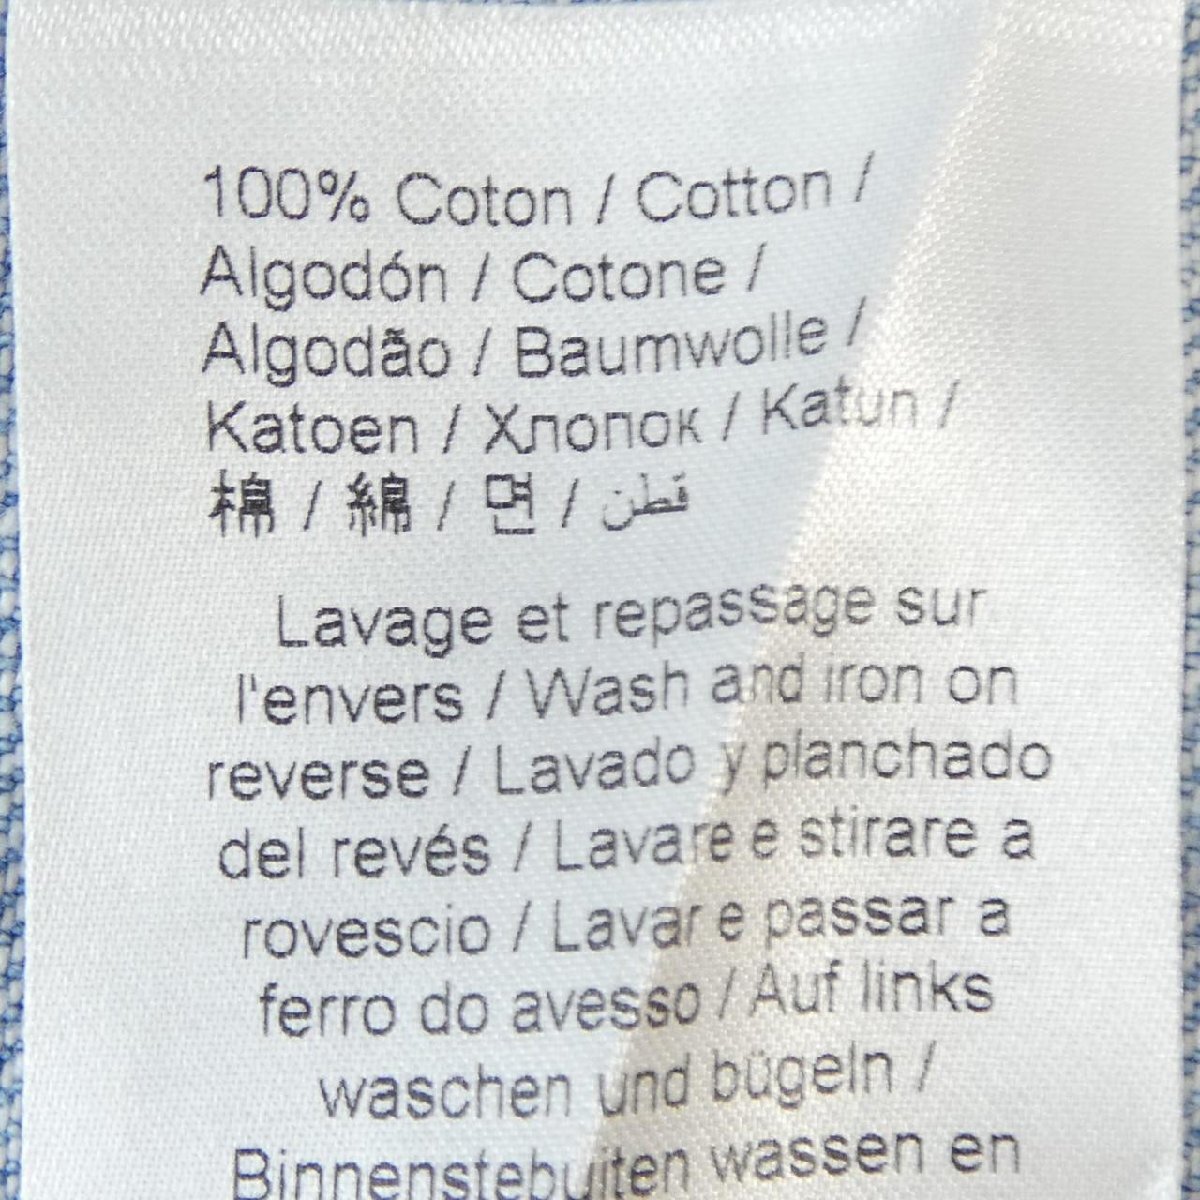 100% Coton / Cotton /
Algodón / Cotone /
Algodão / Baumwolle /
Katoen / Хлопок / Katun /
棉 / 綿 / 면 / قطن
Lavage et repassage sur
l'envers / Wash and iron on
reverse / Lavado y planchado
del revés / Lavare e stirare a
rovescio / Lavar e passar a
ferro do avesso / Auf links
waschen und bügeln /
Binnenstebuiten wassen en